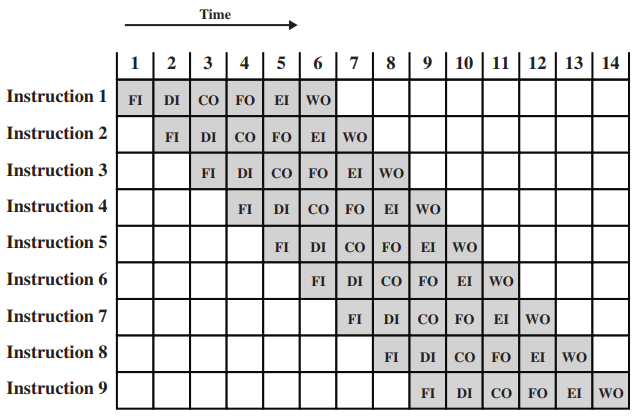 Time
1 2 3 4 5 6 7 8 9 10 11 12 13 14
Instruction 1 FI DI CO FO EI WO
Instruction 2 FI DI CO FO EI WO
Instruction 3 FI DI CO FO EI WO
Instruction 4 FI DI CO FO EI WO
Instruction 5 FI DI CO FO EI WO
Instruction 6 FI DI CO FO EI WO
Instruction 7 FI DI CO FO EI WO
Instruction 8 FI DI CO FO EI WO
Instruction 9 FI DI CO FO EI WO